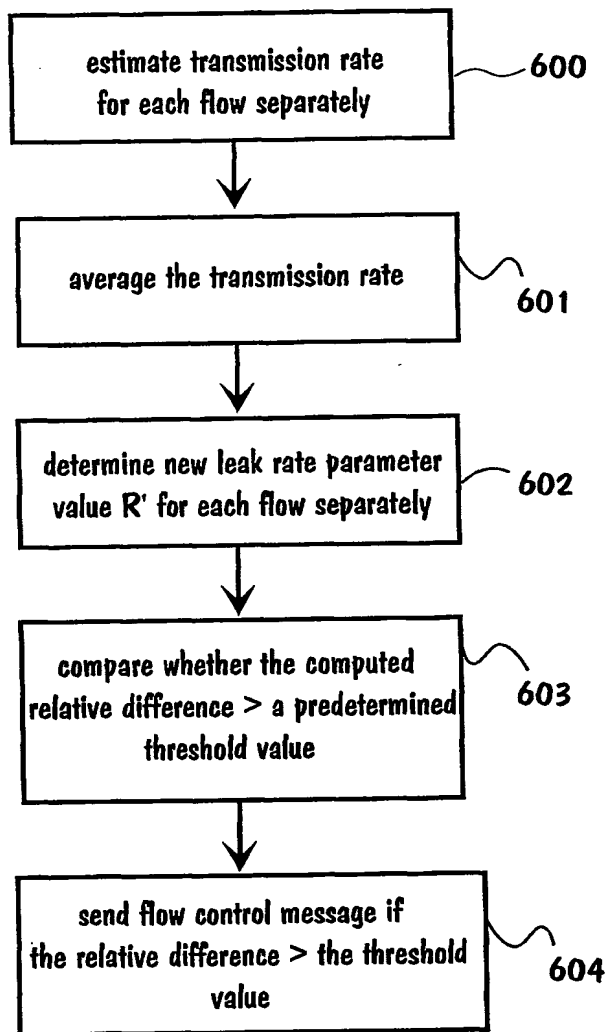 estimate transmission rate
for each flow separately
600
average the transmission rate
601
determine new leak rate parameter
value R' for each flow separately
602
compare whether the computed
relative difference > a predetermined
threshold value
603
send flow control message if
the relative difference > the threshold
value
604